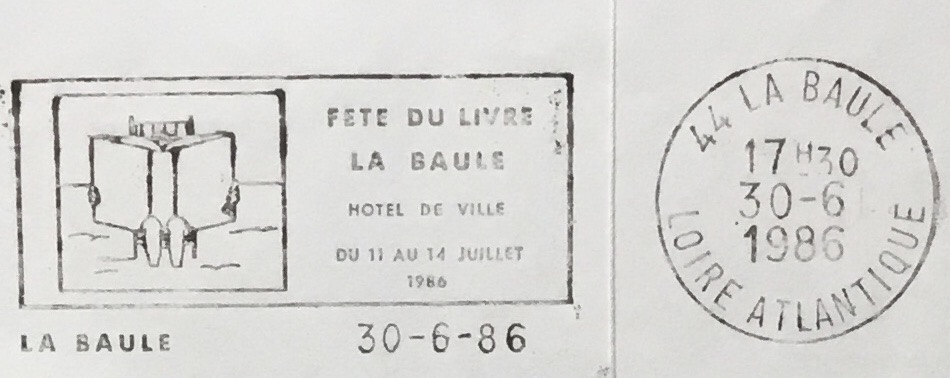 FETE DU LIVRE
LA BAULE
HOTEL DE VILLE
DU 11 AU 14 JUILLET
1986
LA BAULE
30-6-86
44 LA BAULE
17H30
30-6
1986
LOIRE ATLANTIQUE